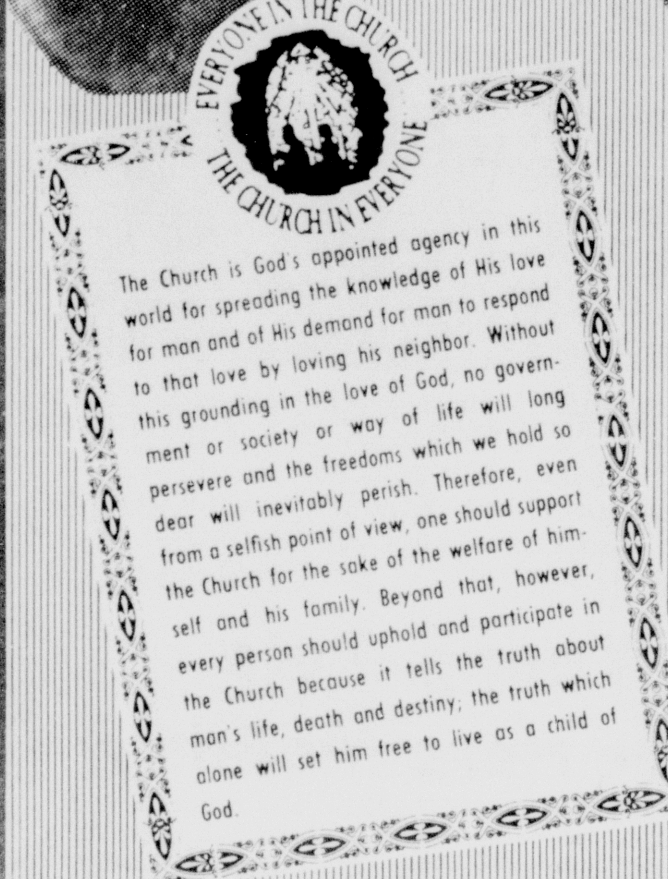 EVERYONE IN THE CHURCH
THE CHURCH IN EVERYONE
The Church is God's appointed agency in this
world for spreading the knowledge of His love
for man and of His demand for man to respond
to that love by loving his neighbor. Without
this grounding in the love of God, no govern-
ment or society or way of life will long
persevere and the freedoms which we hold so
dear will inevitably perish. Therefore, even
from a selfish point of view, one should support
the Church for the sake of the welfare of him-
self and his family. Beyond that, however,
every person should uphold and participate in
the Church because it tells the truth about
man's life, death and destiny; the truth which
alone will set him free to live as a child of
God.